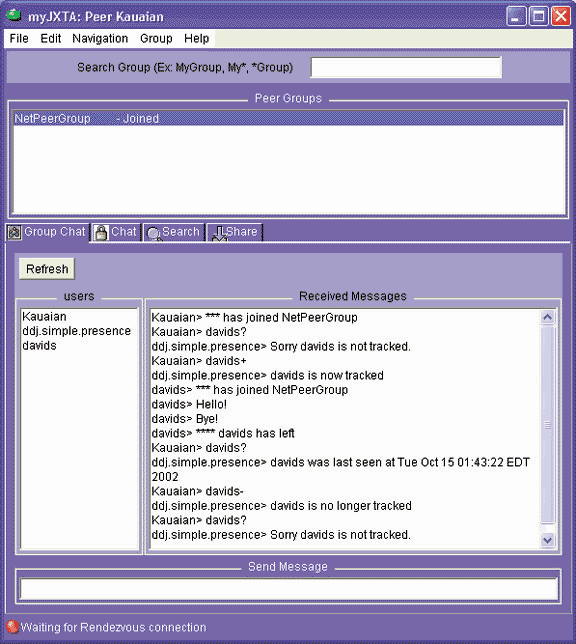 myJXTA: Peer Kauaian
File Edit Navigation Group Help
Search Group (Ex: MyGroup, My*, *Group)
Peer Groups
NetPeerGroup - Joined
Group Chat Chat Search Share
Refresh
users
Kauaian
ddj.simple.presence
davids
Received Messages
Kauaian> *** has joined NetPeerGroup
Kauaian> davids?
ddj.simple.presence> Sorry davids is not tracked.
Kauaian> davids+
ddj.simple.presence> davids is now tracked
davids> *** has joined NetPeerGroup
davids> Hello!
davids> Bye!
davids> **** davids has left
Kauaian> davids?
ddj.simple.presence> davids was last seen at Tue Oct 15 01:43:22 EDT
2002
Kauaian> davids-
ddj.simple.presence> davids is no longer tracked
Kauaian> davids?
ddj.simple.presence> Sorry davids is not tracked.
Send Message
Waiting for Rendezvous connection